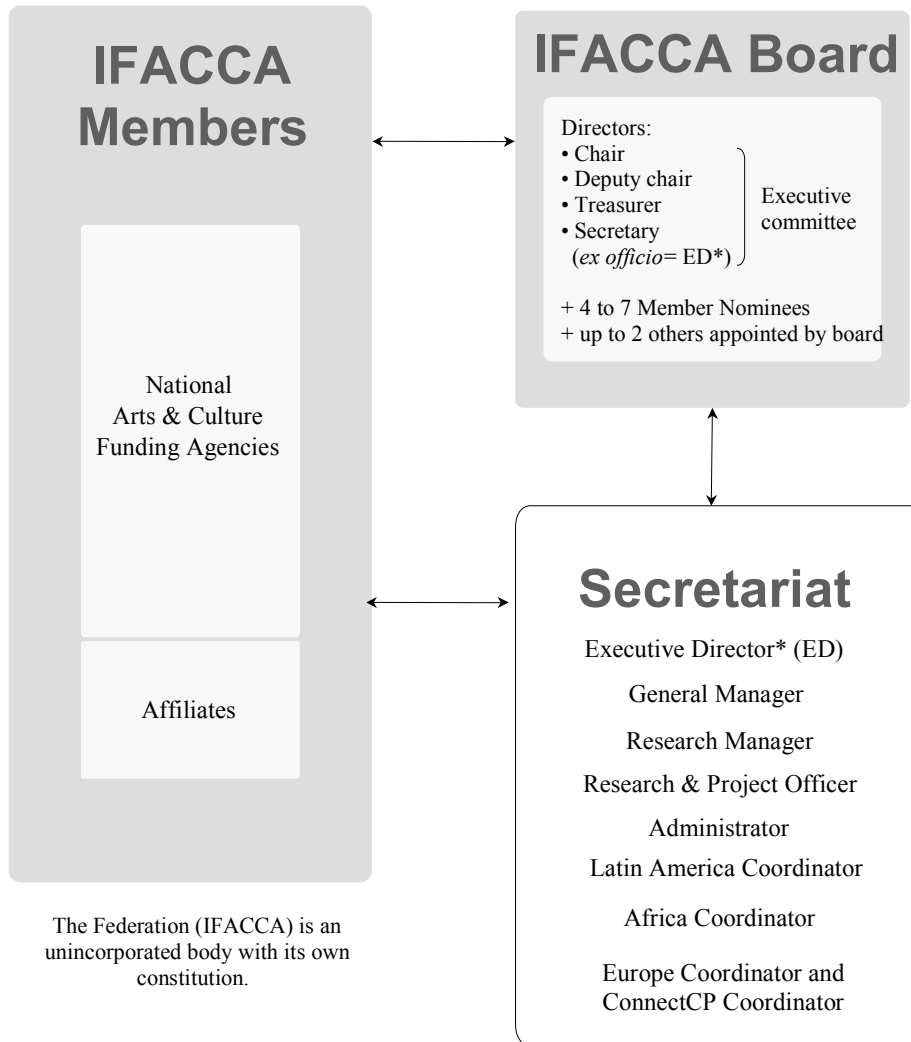 IFACCA
Members
National
Arts & Culture
Funding Agencies
Affiliates
The Federation (IFACCA) is an
unincorporated body with its own
constitution.
IFACCA Board
Directors:
• Chair
• Deputy chair
• Treasurer
• Secretary
(ex officio= ED*)
Executive
committee
+ 4 to 7 Member Nominees
+ up to 2 others appointed by board
Secretariat
Executive Director* (ED)
General Manager
Research Manager
Research & Project Officer
Administrator
Latin America Coordinator
Africa Coordinator
Europe Coordinator and
ConnectCP Coordinator